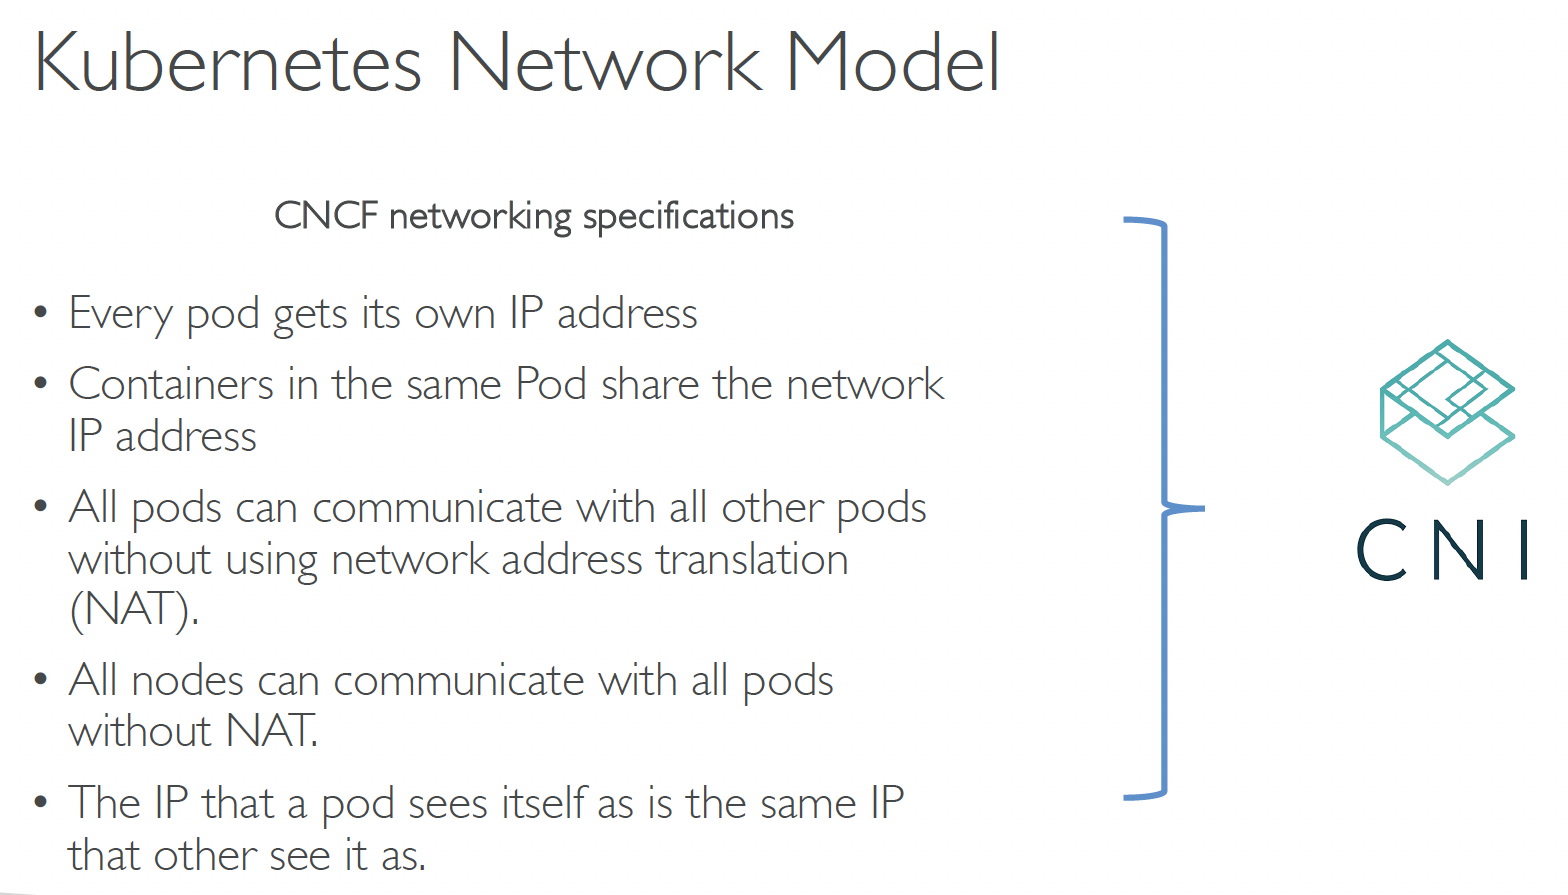 Kubernetes Network Model
CNCF networking specifications
• Every pod gets its own IP address
• Containers in the same Pod share the network
IP address
• All pods can communicate with all other pods
without using network address translation
(NAT).
• All nodes can communicate with all pods
without NAT.
• The IP that a pod sees itself as is the same IP
that other see it as.
CNI